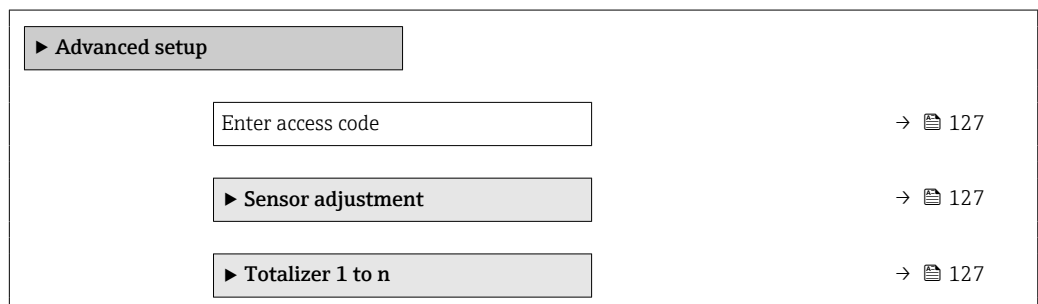 ▶ Advanced setup
Enter access code → 127
▶ Sensor adjustment → 127
▶ Totalizer 1 to n → 127